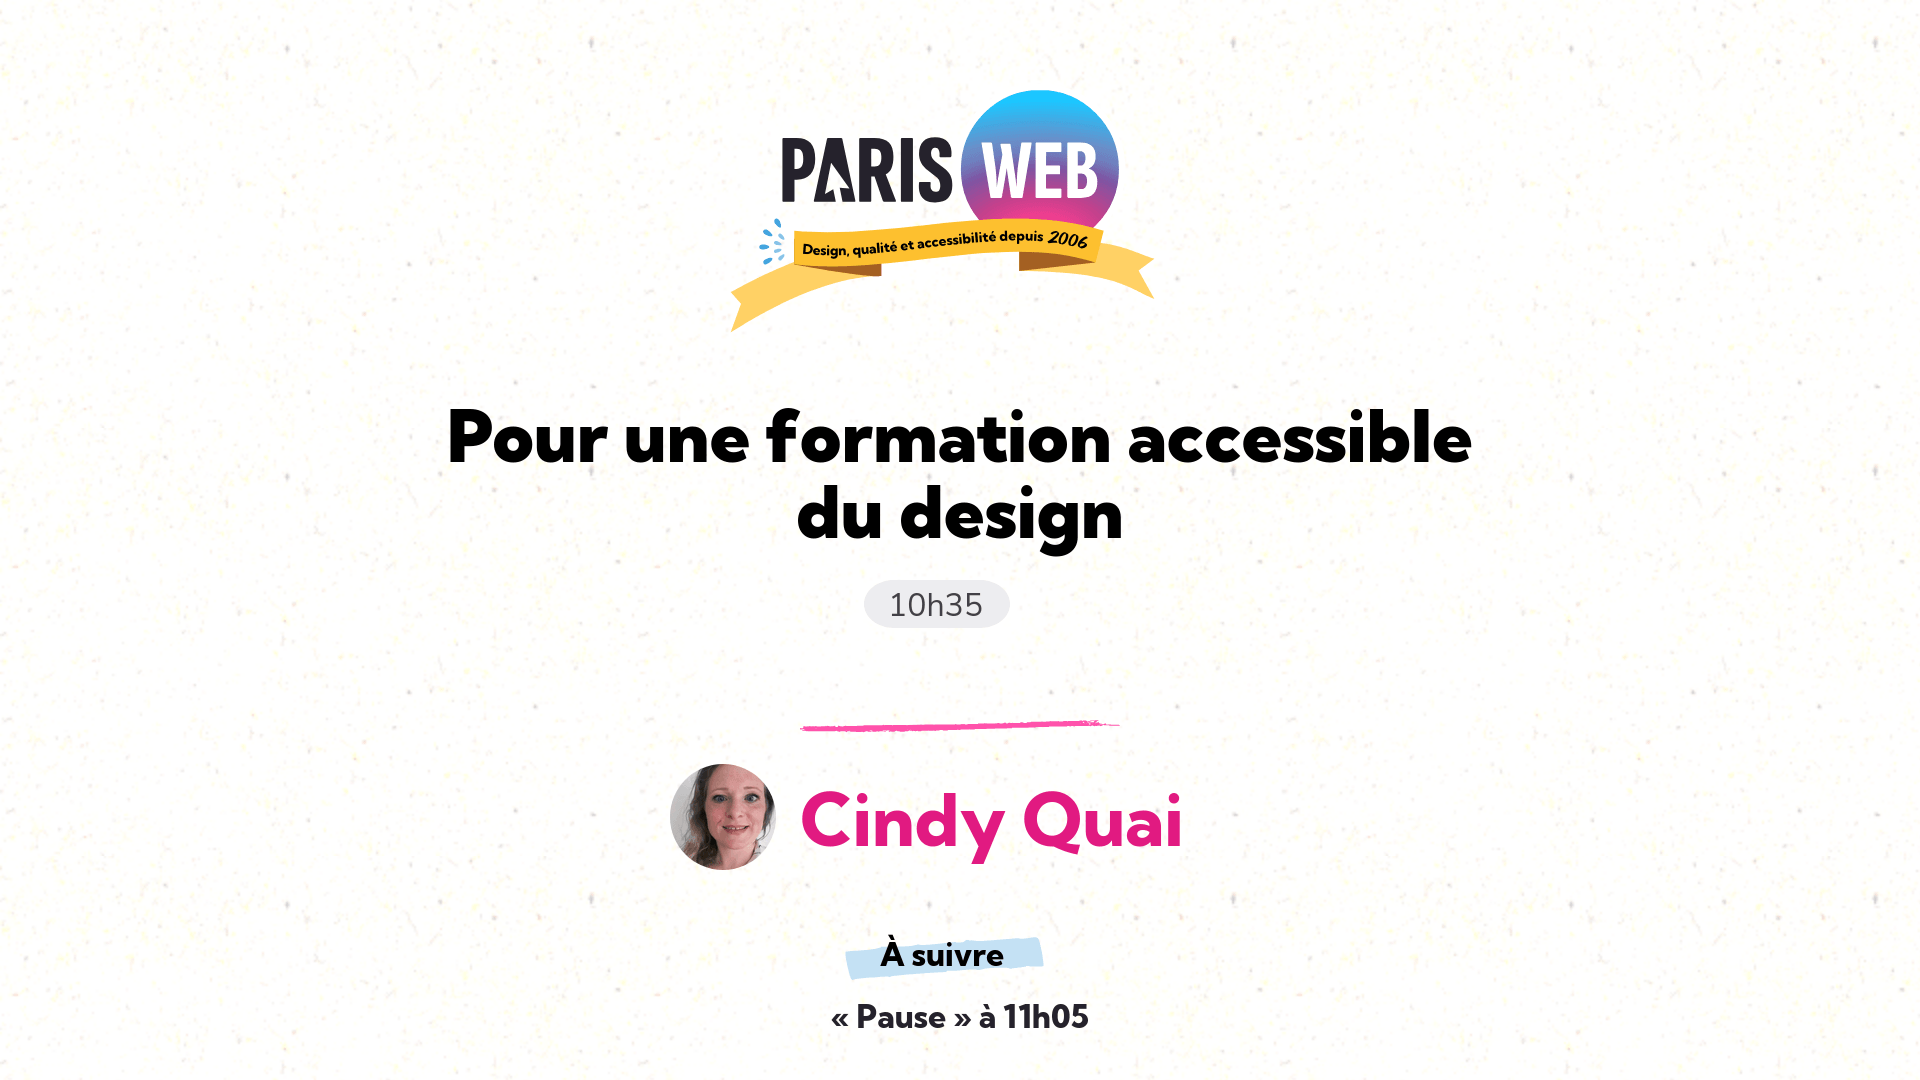 PARIS WEB
Design, qualité et accessibilité depuis 2006
Pour une formation accessible
du design
10h35
Cindy Quai
À suivre
« Pause » à 11h05